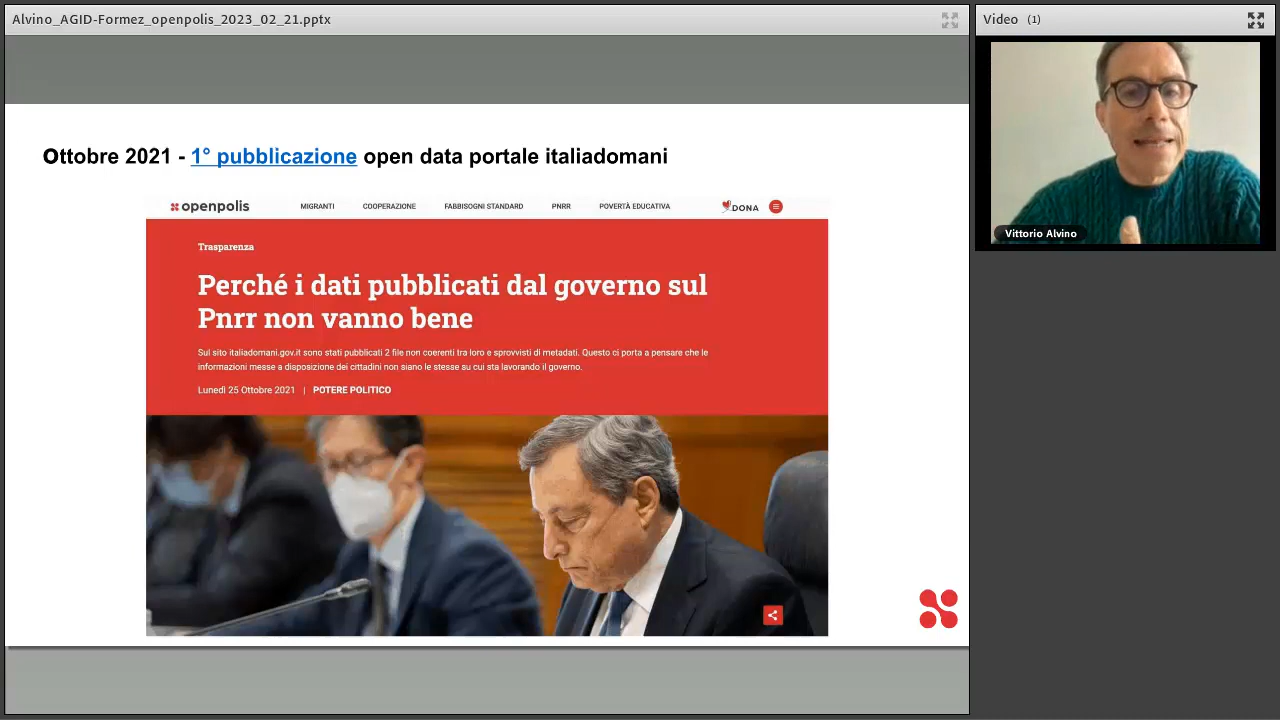 Alvino_AGID-Formez_openpolis_2023_02_21.pptx
Video (1)
Vittorio Alvino
Ottobre 2021 - 1° pubblicazione open data portale italiadomani
openpolis MIGRANTI COOPERAZIONE FABBISOGNI STANDARD PNRR POVERTÀ EDUCATIVA DONA
Trasparenza
Perché i dati pubblicati dal governo sul
Pnrr non vanno bene
Sul sito italiadomani.gov.it sono stati pubblicati 2 file non coerenti tra loro e sprovvisti di metadati. Questo ci porta a pensare che le
informazioni messe a disposizione dei cittadini non siano le stesse su cui sta lavorando il governo.
Lunedì 25 Ottobre 2021 | POTERE POLITICO